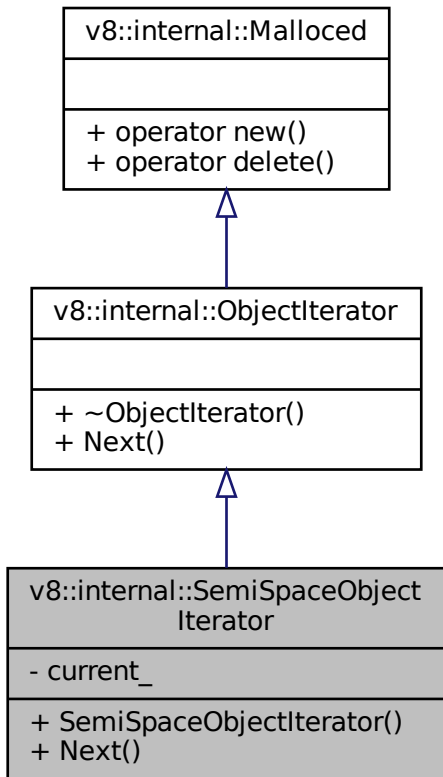 v8::internal::Malloced
+ operator new()
+ operator delete()
v8::internal::ObjectIterator
+ ~ObjectIterator()
+ Next()
v8::internal::SemiSpaceObject
Iterator
- current_
+ SemiSpaceObjectIterator()
+ Next()